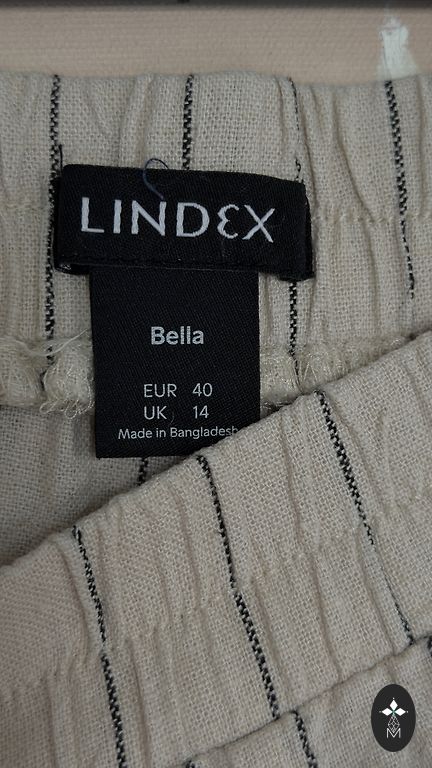 LINDEX
Bella
EUR 40
UK 14
Made in Bangladesh